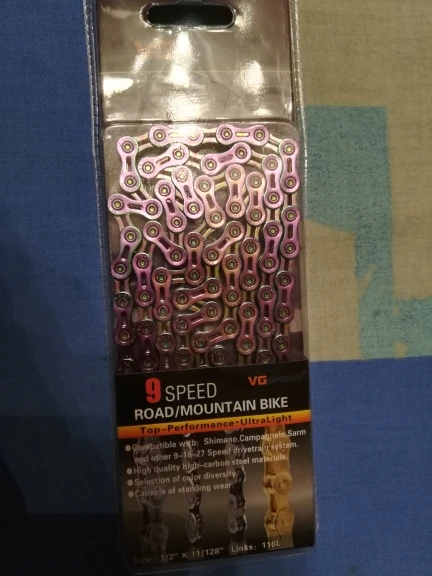 9 SPEED
VG SPORTS
ROAD/MOUNTAIN BIKE
Top-Performance·UltraLight
●Compatible with: Shimano,Campagnolo,Sarm
and other 9-18-27 Speed drivetrain system.
●High quality high-carbon steel materials.
●Selection of color diversity.
●Capable of standing wear.
Size: 1/2" × 11/128" Links: 116L